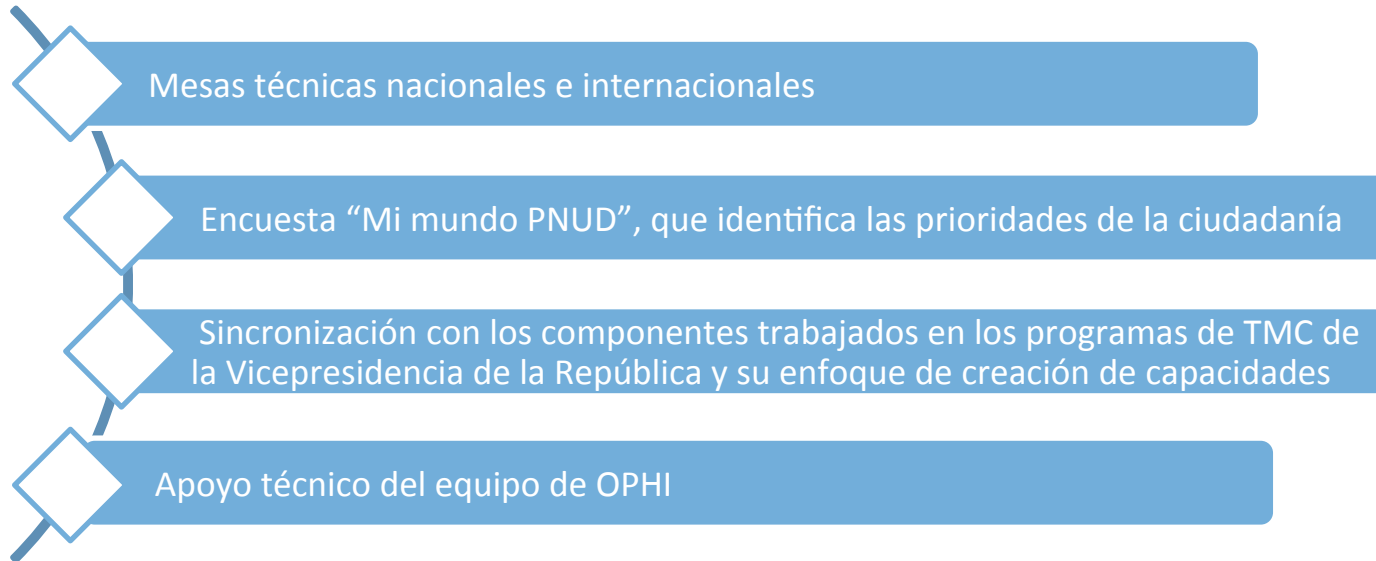 Mesas técnicas nacionales e internacionales
Encuesta “Mi mundo PNUD”, que identifica las prioridades de la ciudadanía
Sincronización con los componentes trabajados en los programas de TMC de
la Vicepresidencia de la República y su enfoque de creación de capacidades
Apoyo técnico del equipo de OPHI